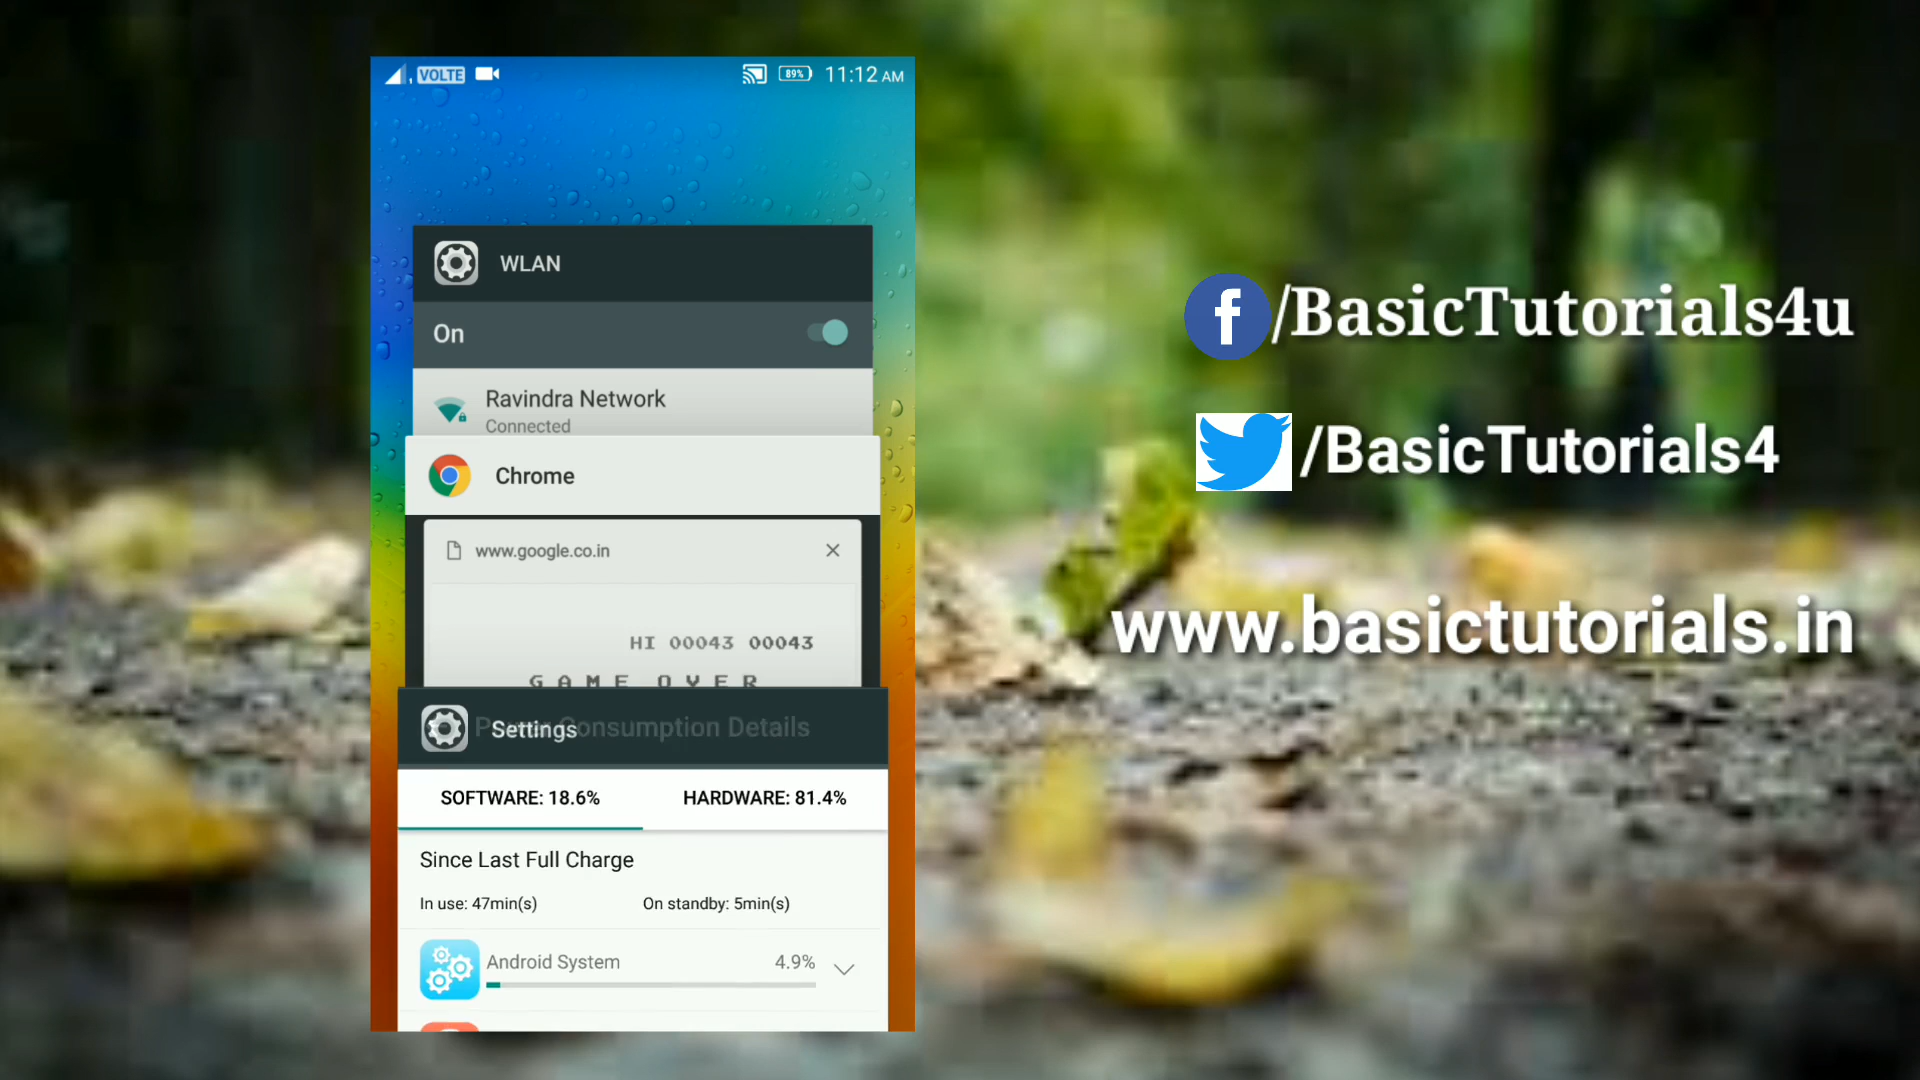 VOLTE 89% 11:12 AM
WLAN
On
Ravindra Network
Connected
Chrome
www.google.co.in
HI 00043 00043
GAME OVER
Settings
Power Consumption Details
SOFTWARE: 18.6% HARDWARE: 81.4%
Since Last Full Charge
In use: 47min(s) On standby: 5min(s)
Android System 4.9%
f/BasicTutorials4u
/BasicTutorials4
www.basictutorials.in